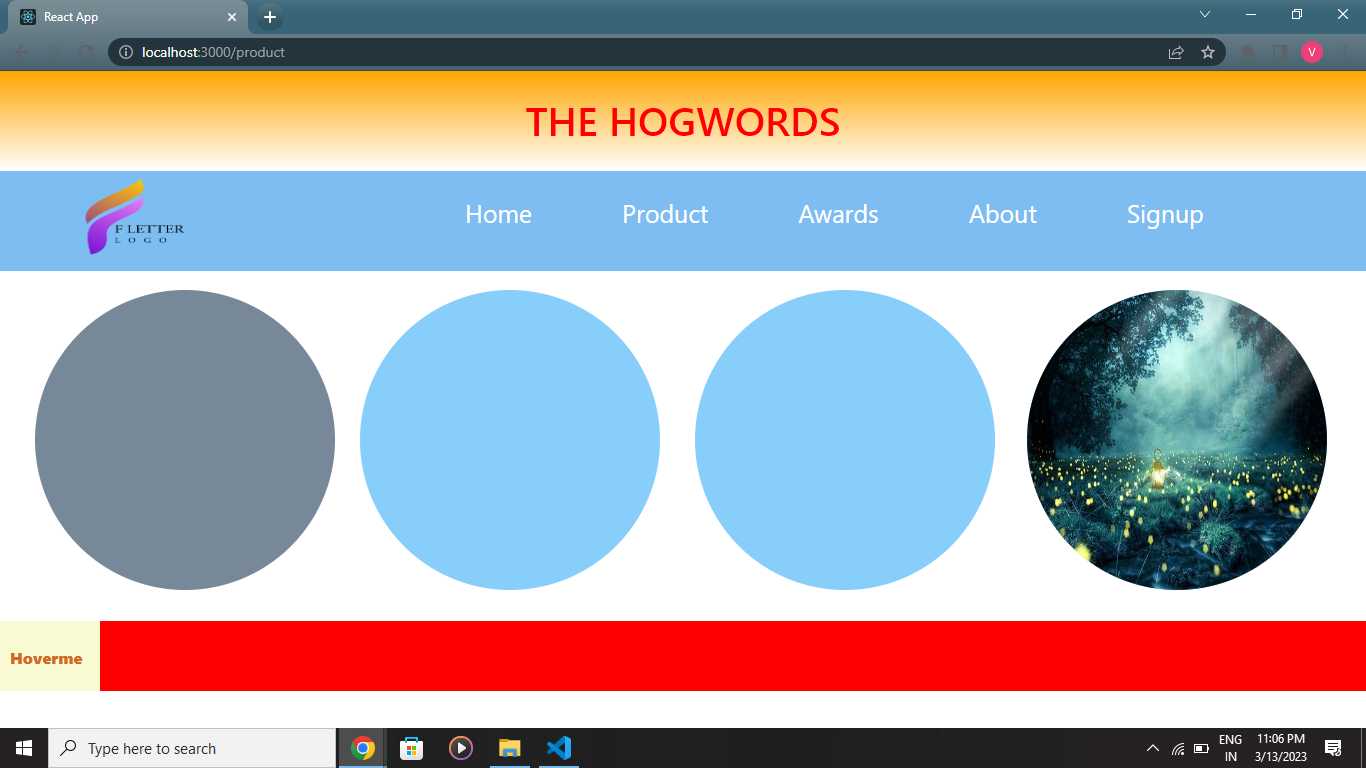 React App
localhost:3000/product
V
THE HOGWORDS
F LETTER
LOGO
Home Product Awards About Signup
Hoverme
Type here to search
ENG
IN
11:06 PM
3/13/2023